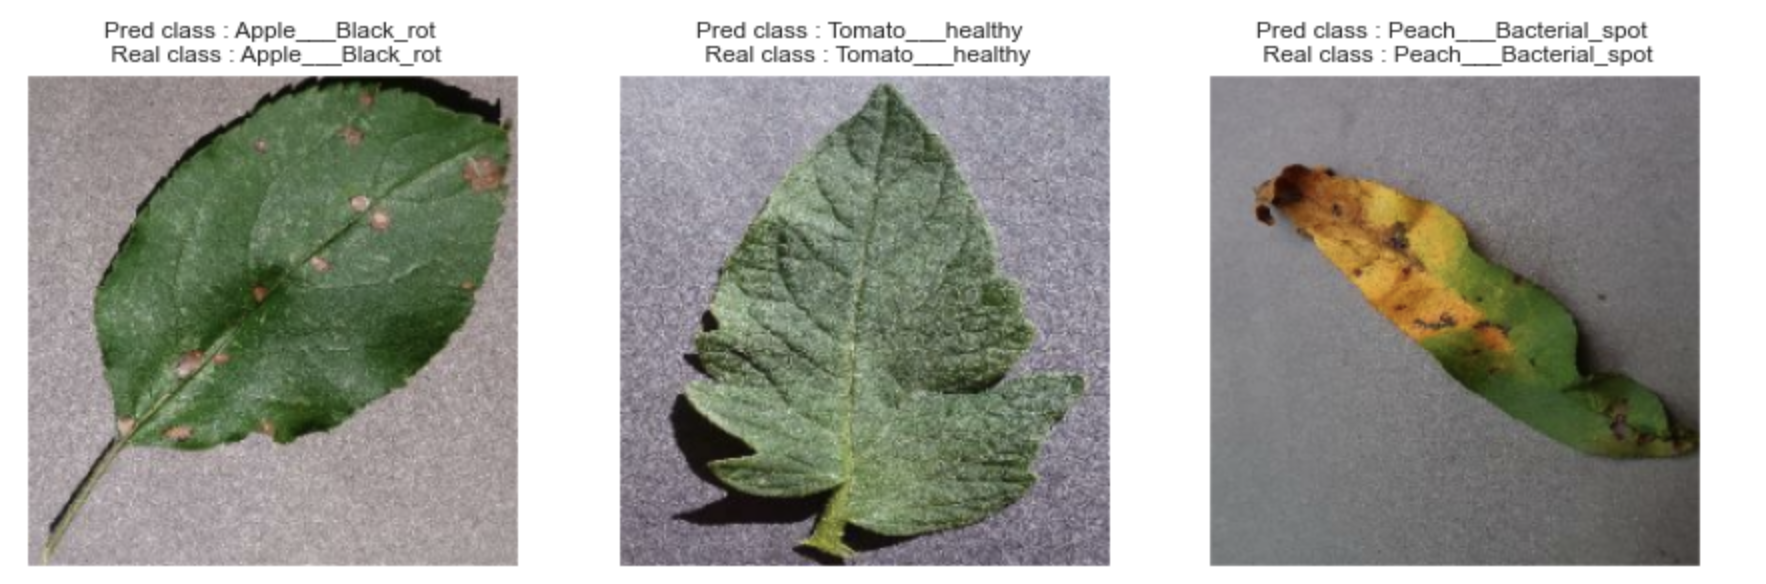 Pred class : Apple___Black_rot
Real class : Apple___Black_rot
Pred class : Tomato___healthy
Real class : Tomato___healthy
Pred class : Peach___Bacterial_spot
Real class : Peach___Bacterial_spot